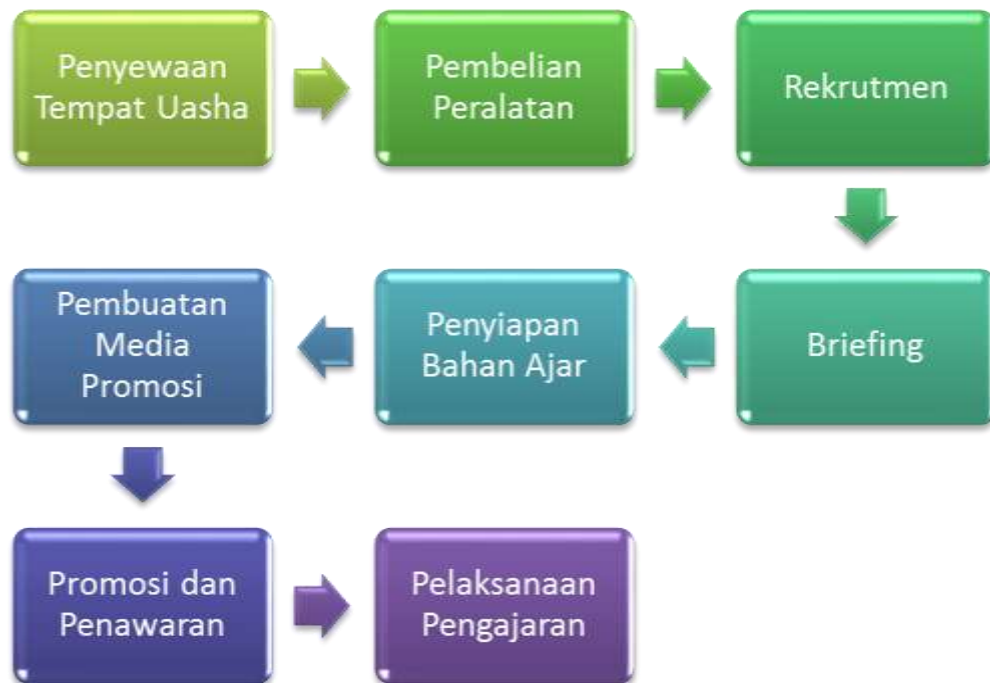 Penyewaan
Tempat Uasha
Pembelian
Peralatan
Rekrutmen
Briefing
Penyiapan
Bahan Ajar
Pembuatan
Media
Promosi
Promosi dan
Penawaran
Pelaksanaan
Pengajaran